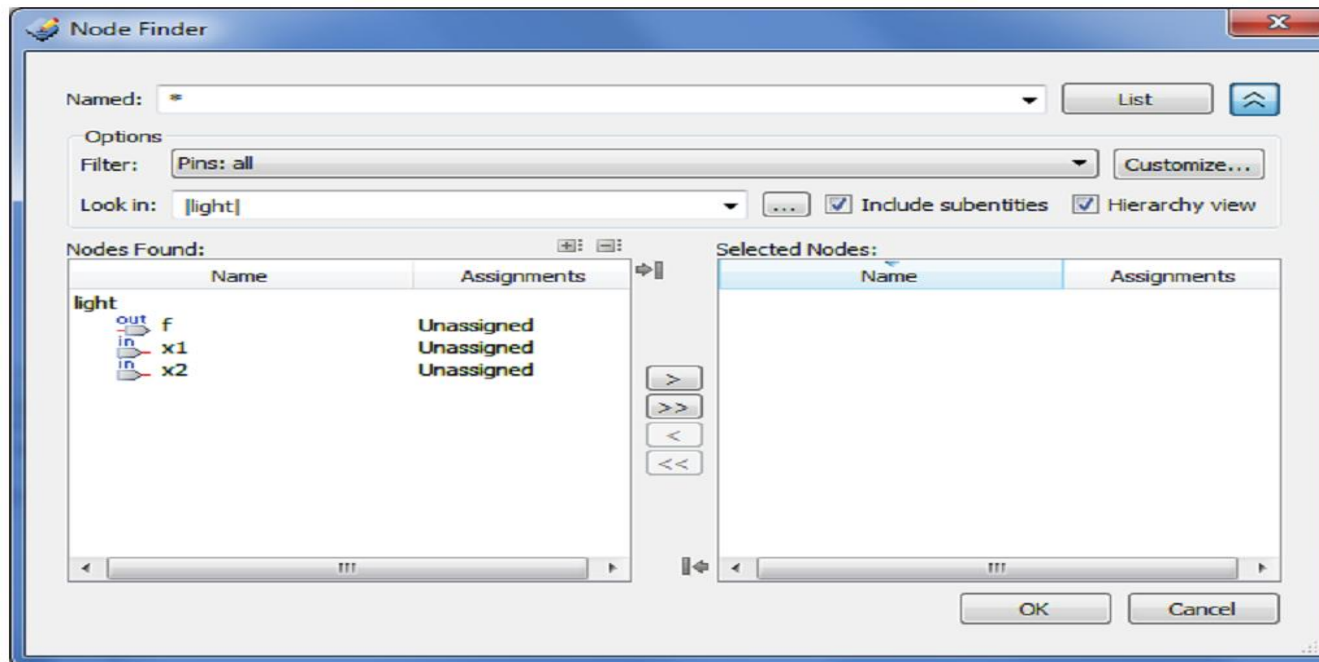 Node Finder
Named: * List
Options
Filter: Pins: all Customize...
Look in: |light| ... Include subentities Hierarchy view
Nodes Found: Selected Nodes:
Name Assignments Name Assignments
light
out f Unassigned
in x1 Unassigned
in x2 Unassigned
>
>>
<
<<
OK Cancel